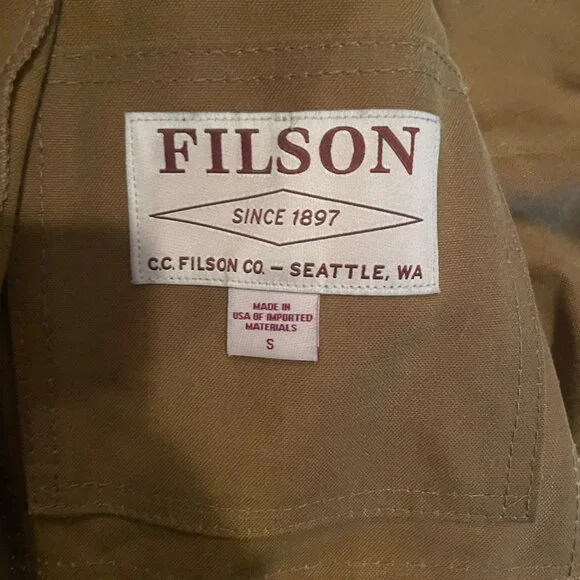 FILSON
SINCE 1897
C.C. FILSON CO. – SEATTLE, WA
MADE IN
USA OF IMPORTED
MATERIALS
S